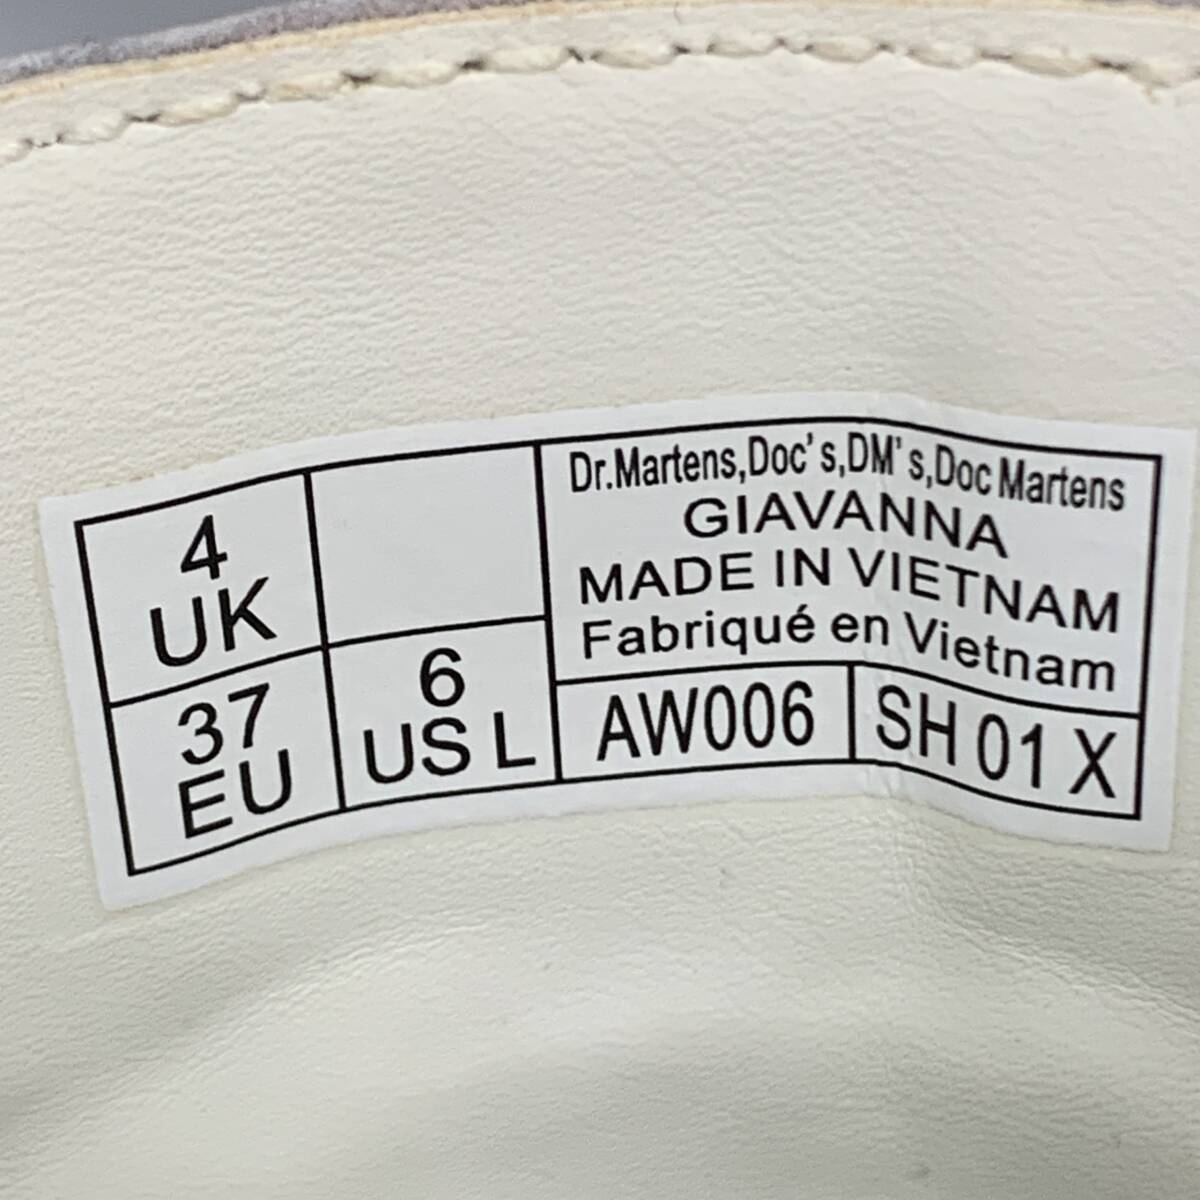 4
UK
37
EU
6
US L
Dr.Martens,Doc's,DM's,Doc Martens
GIAVANNA
MADE IN VIETNAM
Fabriqué en Vietnam
AW006
SH 01 X